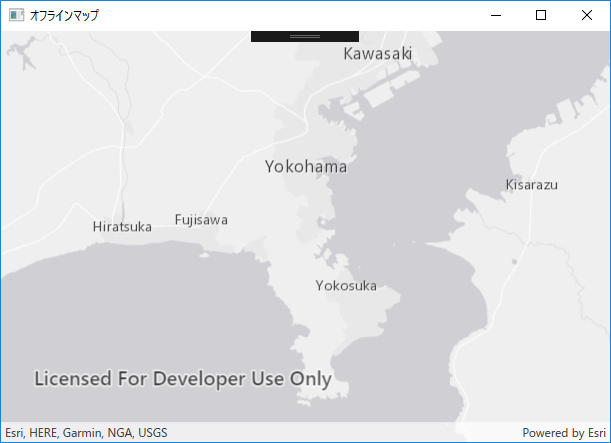 オフラインマップ
Kawasaki
Yokohama
Kisarazu
Fujisawa
Hiratsuka
Yokosuka
Licensed For Developer Use Only
Esri, HERE, Garmin, NGA, USGS
Powered by Esri